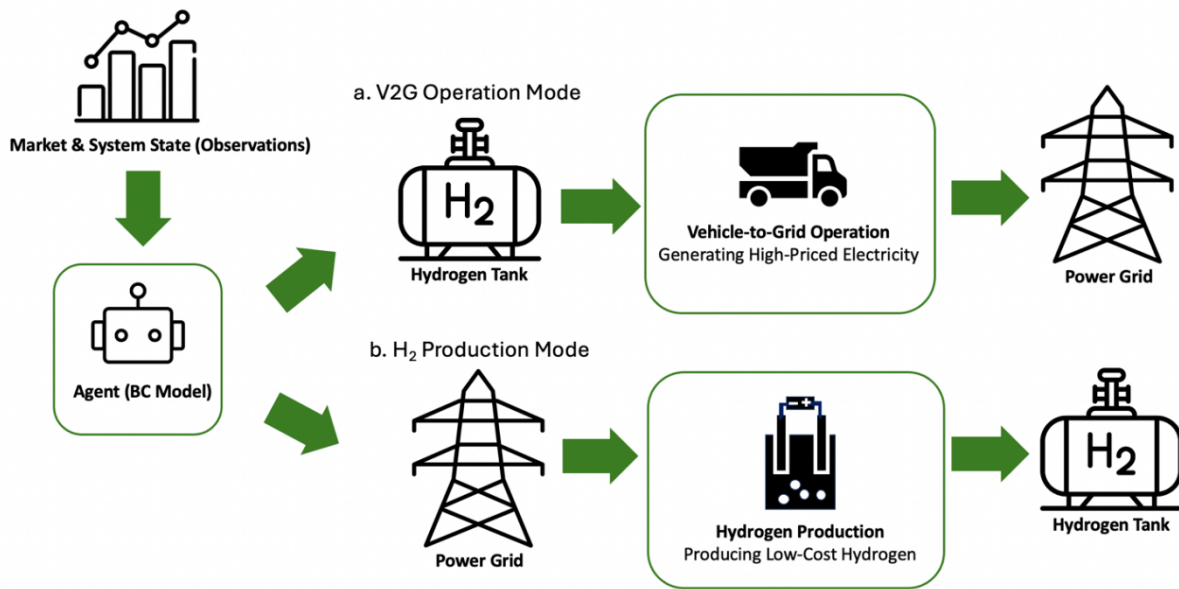 Market & System State (Observations)
Agent (BC Model)
a. V2G Operation Mode
H2
Hydrogen Tank
Vehicle-to-Grid Operation
Generating High-Priced Electricity
Power Grid
b. H₂ Production Mode
Power Grid
Hydrogen Production
Producing Low-Cost Hydrogen
H2
Hydrogen Tank